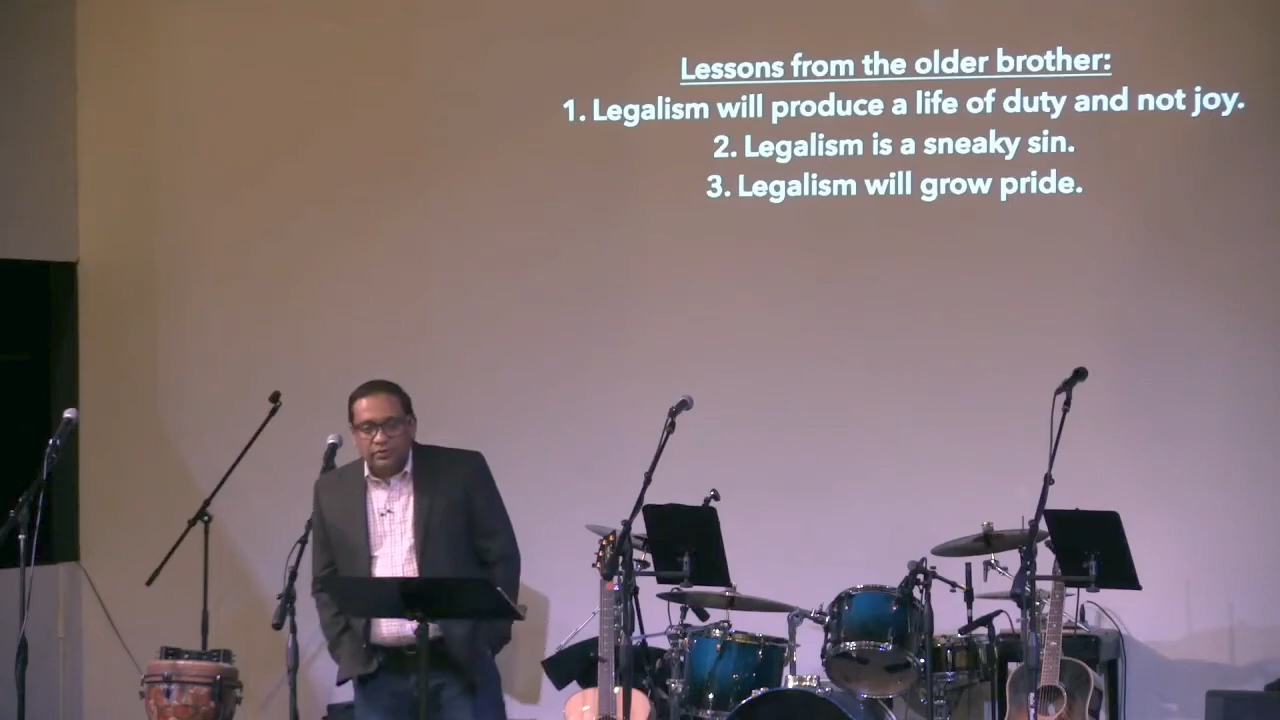 Lessons from the older brother:
1. Legalism will produce a life of duty and not joy.
2. Legalism is a sneaky sin.
3. Legalism will grow pride.